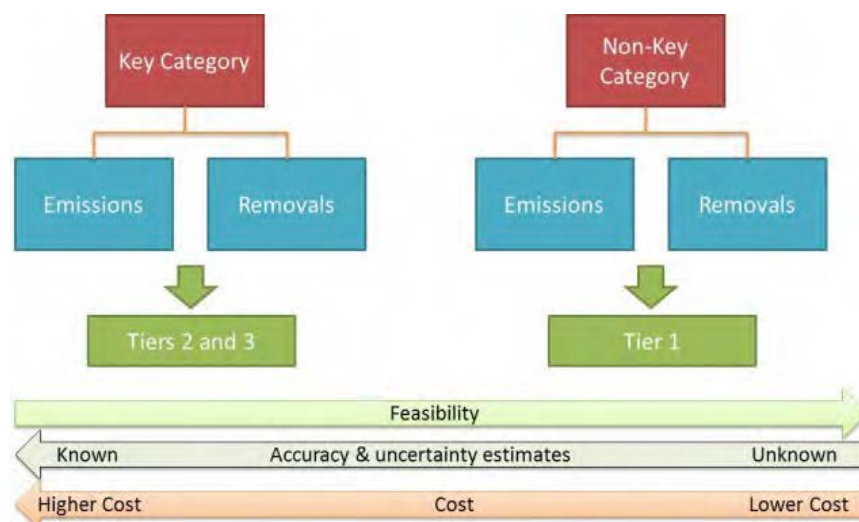 Key Category
Non-Key
Category
Emissions
Removals
Emissions
Removals
Tiers 2 and 3
Tier 1
Feasibility
Known Accuracy & uncertainty estimates Unknown
Higher Cost Cost Lower Cost